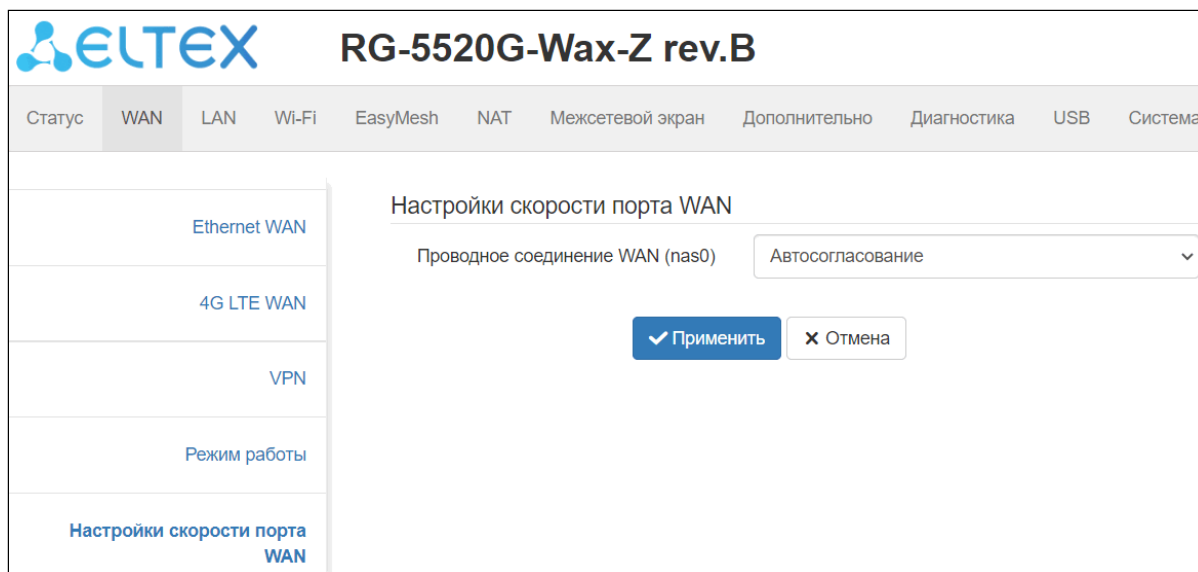 ELTEX RG-5520G-Wax-Z rev.B
Статус WAN LAN Wi-Fi EasyMesh NAT Межсетевой экран Дополнительно Диагностика USB Система
Ethernet WAN
4G LTE WAN
VPN
Режим работы
Настройки скорости порта
WAN
Настройки скорости порта WAN
Проводное соединение WAN (nas0) Автосогласование
Применить Отмена